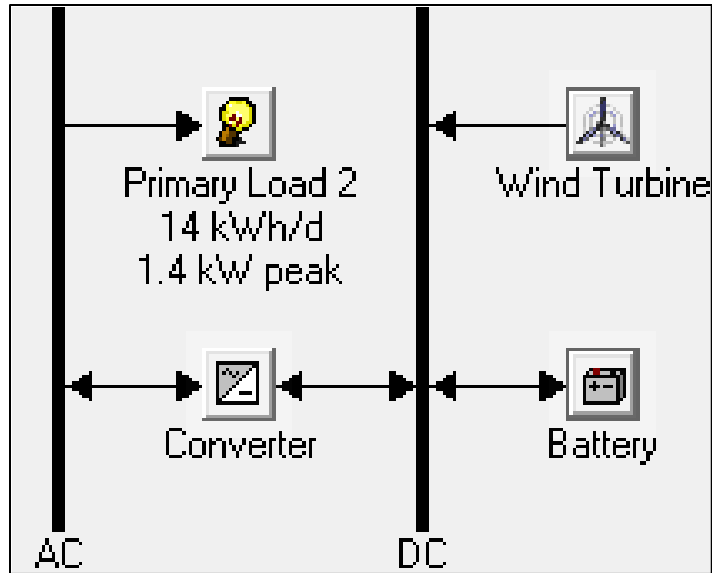 Primary Load 2
14 kWh/d
1.4 kW peak
Wind Turbine
Converter
Battery
AC
DC